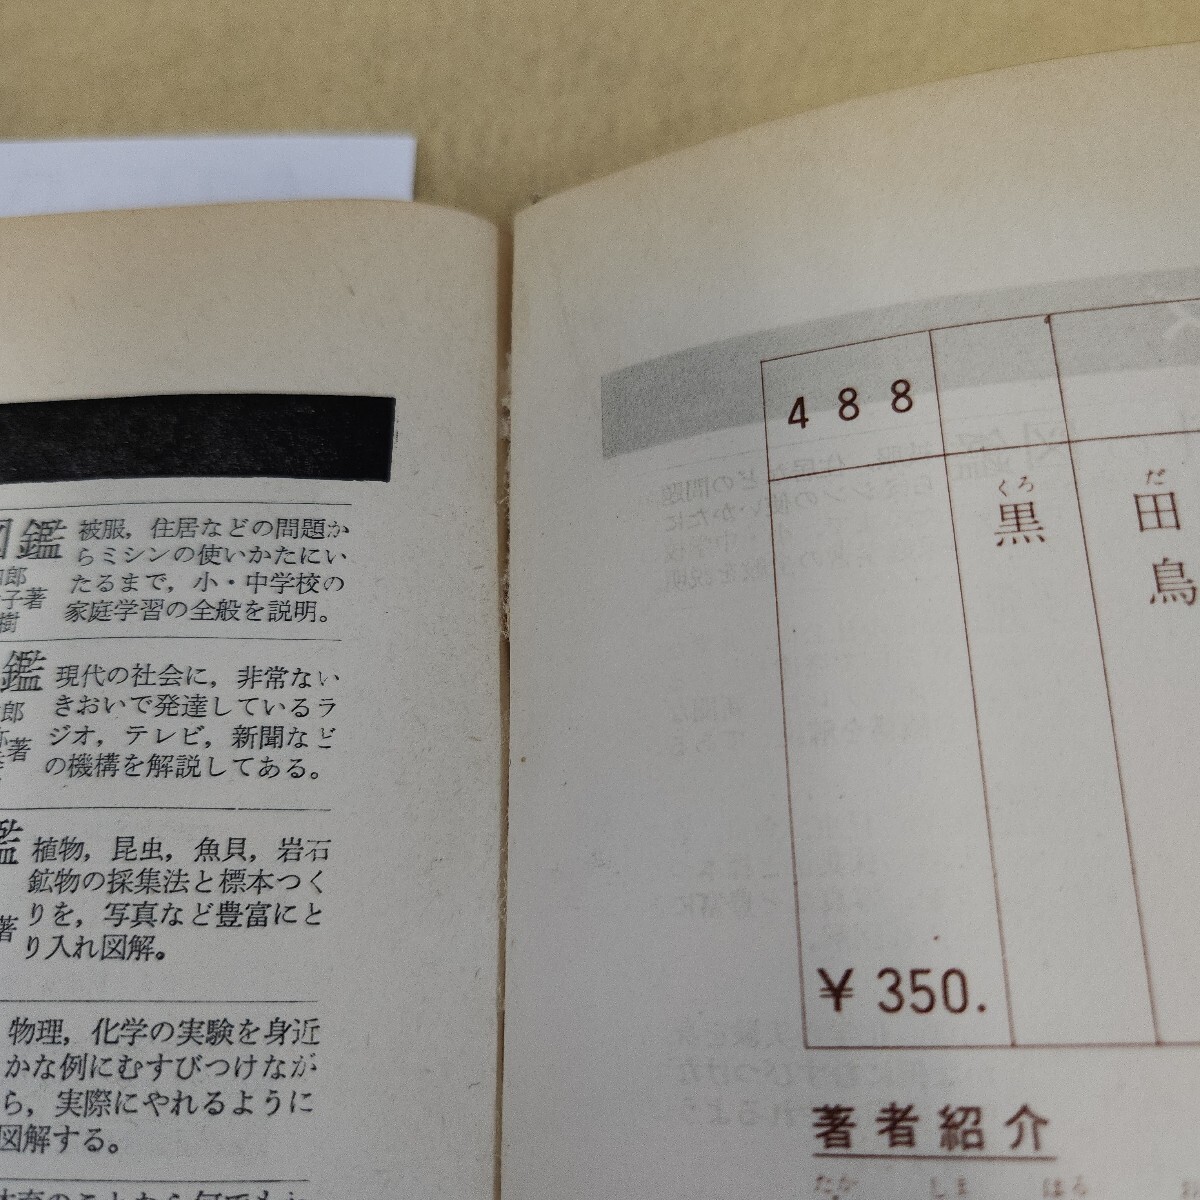 鑑
郎
子著
樹
被服，住居などの問題か
らミシンの使いかたにい
たるまで，小・中学校の
家庭学習の全般を説明。
鑑
郎
著
現代の社会に，非常ない
きおいで発達しているラ
ジオ，テレビ，新聞など
の機構を解説してある。
鑑
著
植物，昆虫，魚貝，岩石
鉱物の採集法と標本つく
りを，写真など豊富にと
り入れ図解。
物理，化学の実験を身近
かな例にむすびつけなが
ら，実際にやれるように
図解する。
488
くろ
黒
だ
田
鳥
¥350.
著者紹介
たか しま はる